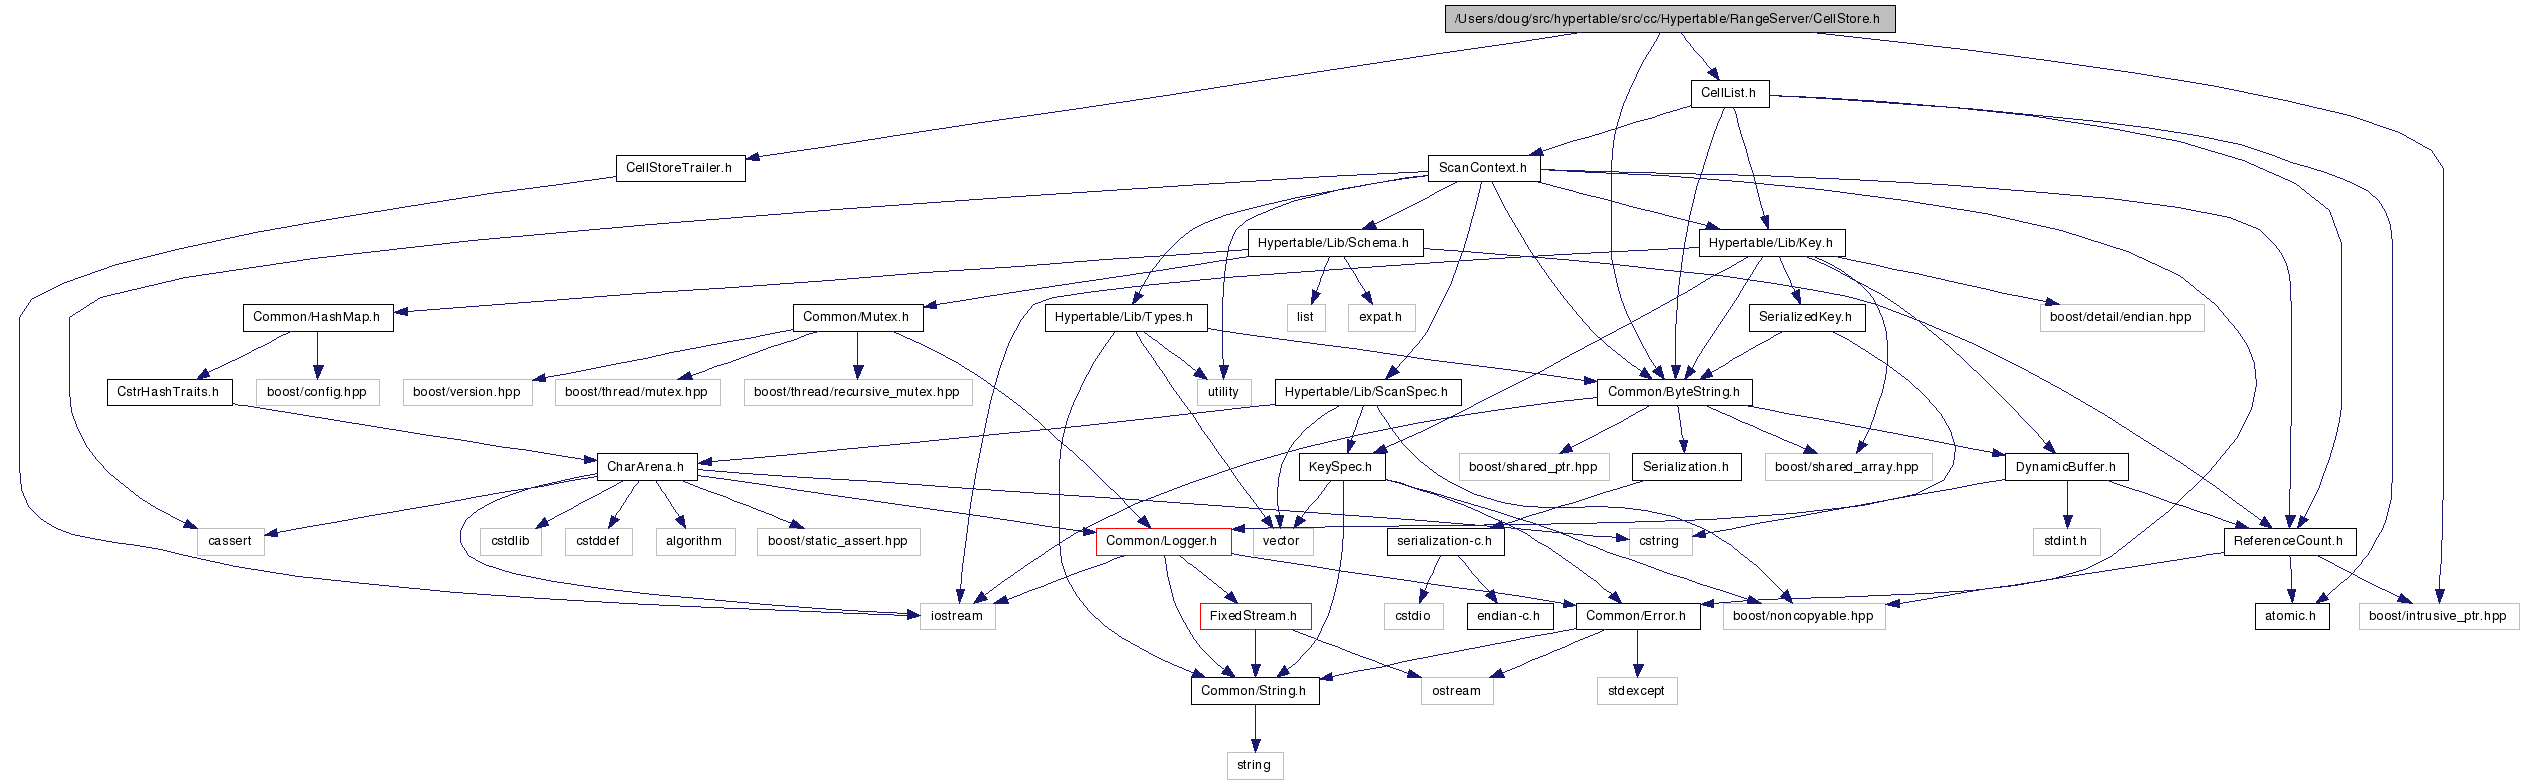 /Users/doug/src/hypertable/src/cc/Hypertable/RangeServer/CellStore.h
CellList.h
CellStoreTrailer.h
ScanContext.h
Hypertable/Lib/Schema.h
Hypertable/Lib/Key.h
Common/HashMap.h
Common/Mutex.h
Hypertable/Lib/Types.h
list
expat.h
SerializedKey.h
boost/detail/endian.hpp
CstrHashTraits.h
boost/config.hpp
boost/version.hpp
boost/thread/mutex.hpp
boost/thread/recursive_mutex.hpp
utility
Hypertable/Lib/ScanSpec.h
Common/ByteString.h
CharArena.h
KeySpec.h
boost/shared_ptr.hpp
Serialization.h
boost/shared_array.hpp
DynamicBuffer.h
cassert
cstdlib
cstddef
algorithm
boost/static_assert.hpp
Common/Logger.h
vector
serialization-c.h
cstring
stdint.h
ReferenceCount.h
iostream
FixedStream.h
cstdio
endian-c.h
Common/Error.h
boost/noncopyable.hpp
atomic.h
boost/intrusive_ptr.hpp
Common/String.h
ostream
stdexcept
string